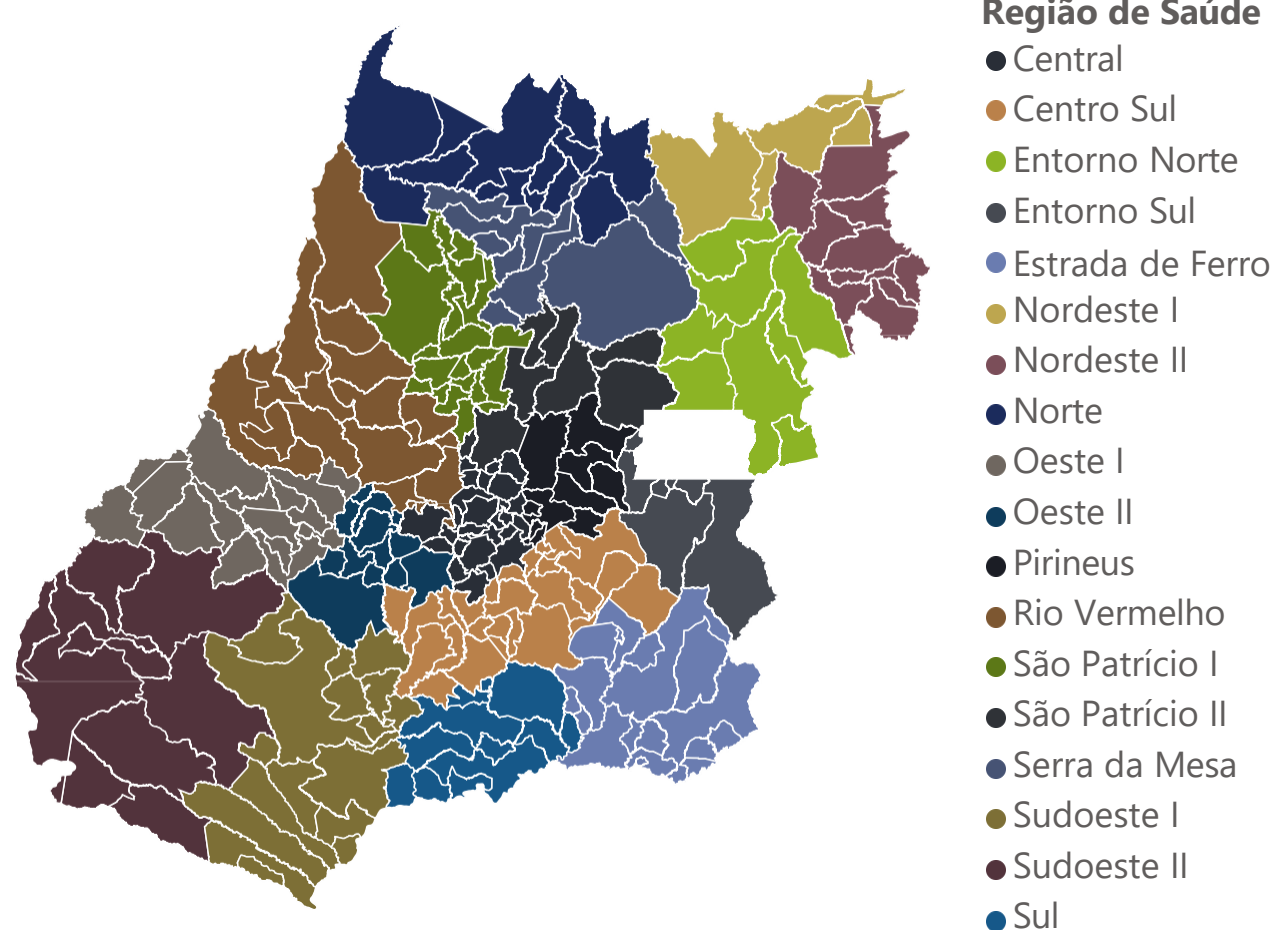 Região de Saúde
Central
Centro Sul
Entorno Norte
Entorno Sul
Estrada de Ferro
Nordeste I
Nordeste II
Norte
Oeste I
Oeste II
Pirineus
Rio Vermelho
São Patrício I
São Patrício II
Serra da Mesa
Sudoeste I
Sudoeste II
Sul